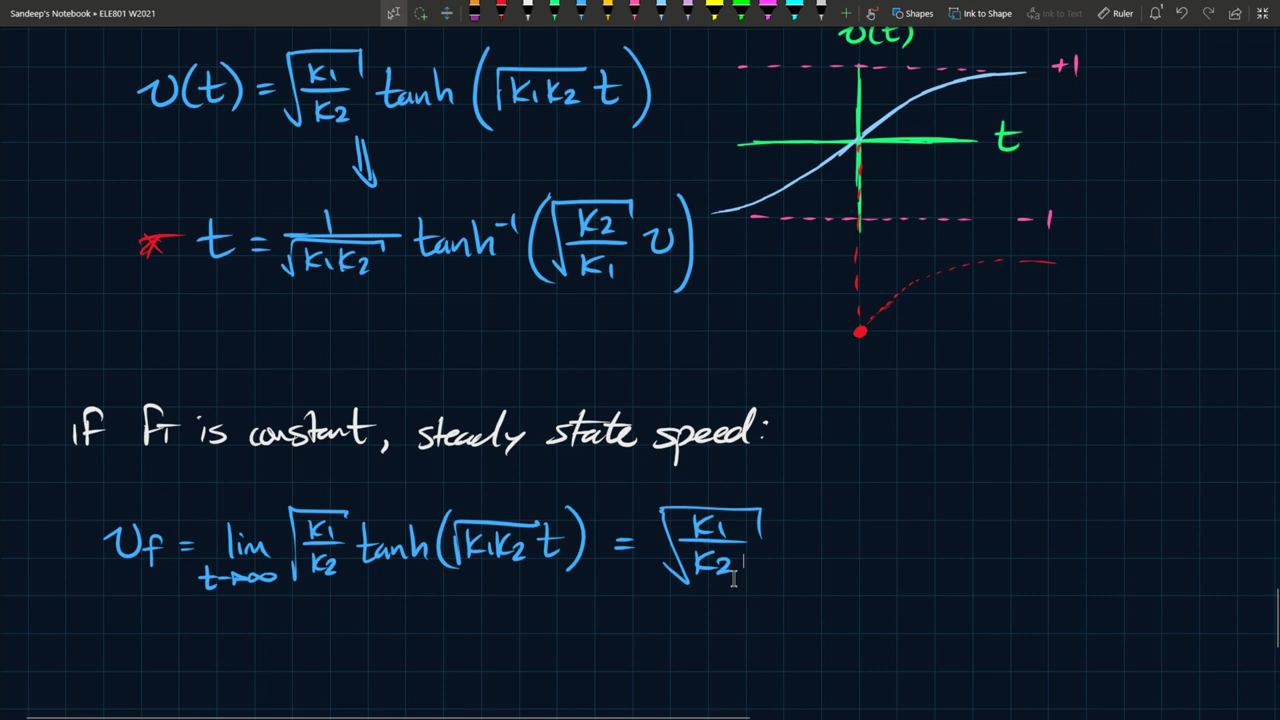 Sandeep's Notebook » ELE801 W2021
Shapes
Ink to Shape
Ink to Text
Ruler
v(t) = √(K1/K2) tanh (√(K1K2) t)
⇓
* t = 1/√(K1K2) tanh⁻¹ (√(K2/K1) v)
v(t)
+1
t
-1
if FT is constant, steady state speed:
vf = lim t→∞ √(K1/K2) tanh (√(K1K2) t) = √(K1/K2)